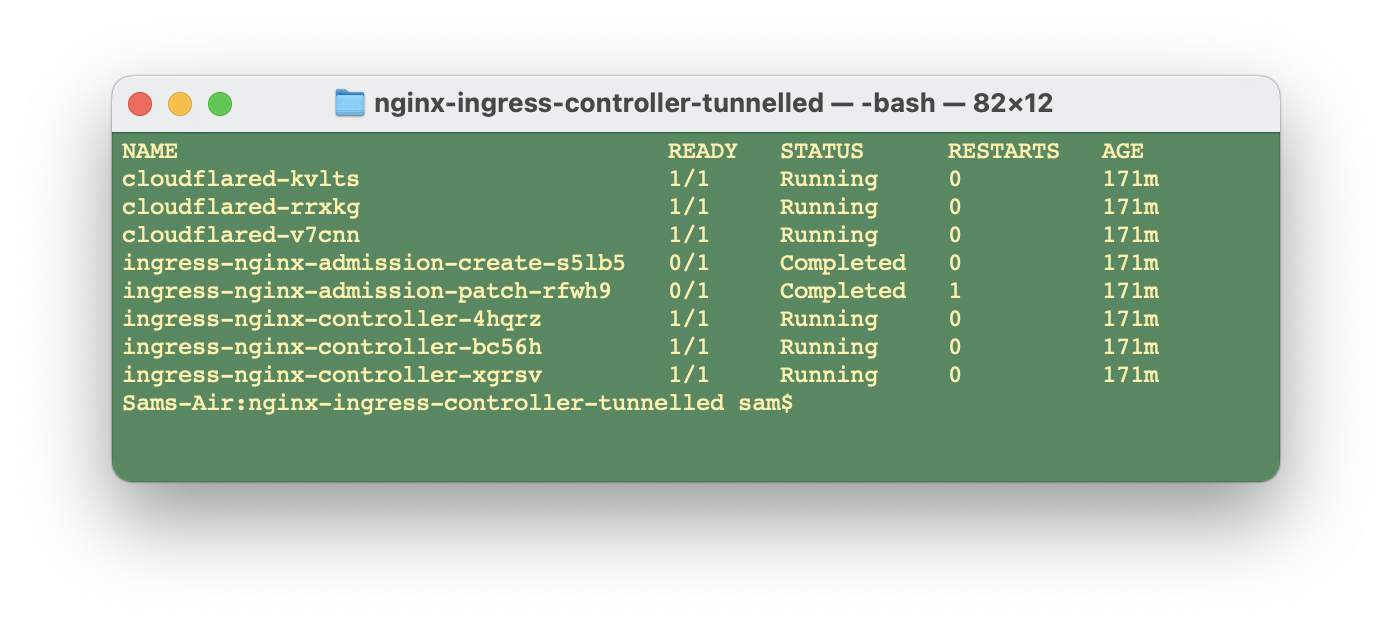 nginx-ingress-controller-tunnelled — -bash — 82×12
NAME READY STATUS RESTARTS AGE
cloudflared-kvlts 1/1 Running 0 171m
cloudflared-rrxkg 1/1 Running 0 171m
cloudflared-v7cnn 1/1 Running 0 171m
ingress-nginx-admission-create-s5lb5 0/1 Completed 0 171m
ingress-nginx-admission-patch-rfwh9 0/1 Completed 1 171m
ingress-nginx-controller-4hqrz 1/1 Running 0 171m
ingress-nginx-controller-bc56h 1/1 Running 0 171m
ingress-nginx-controller-xgrsv 1/1 Running 0 171m
Sams-Air:nginx-ingress-controller-tunnelled sam$